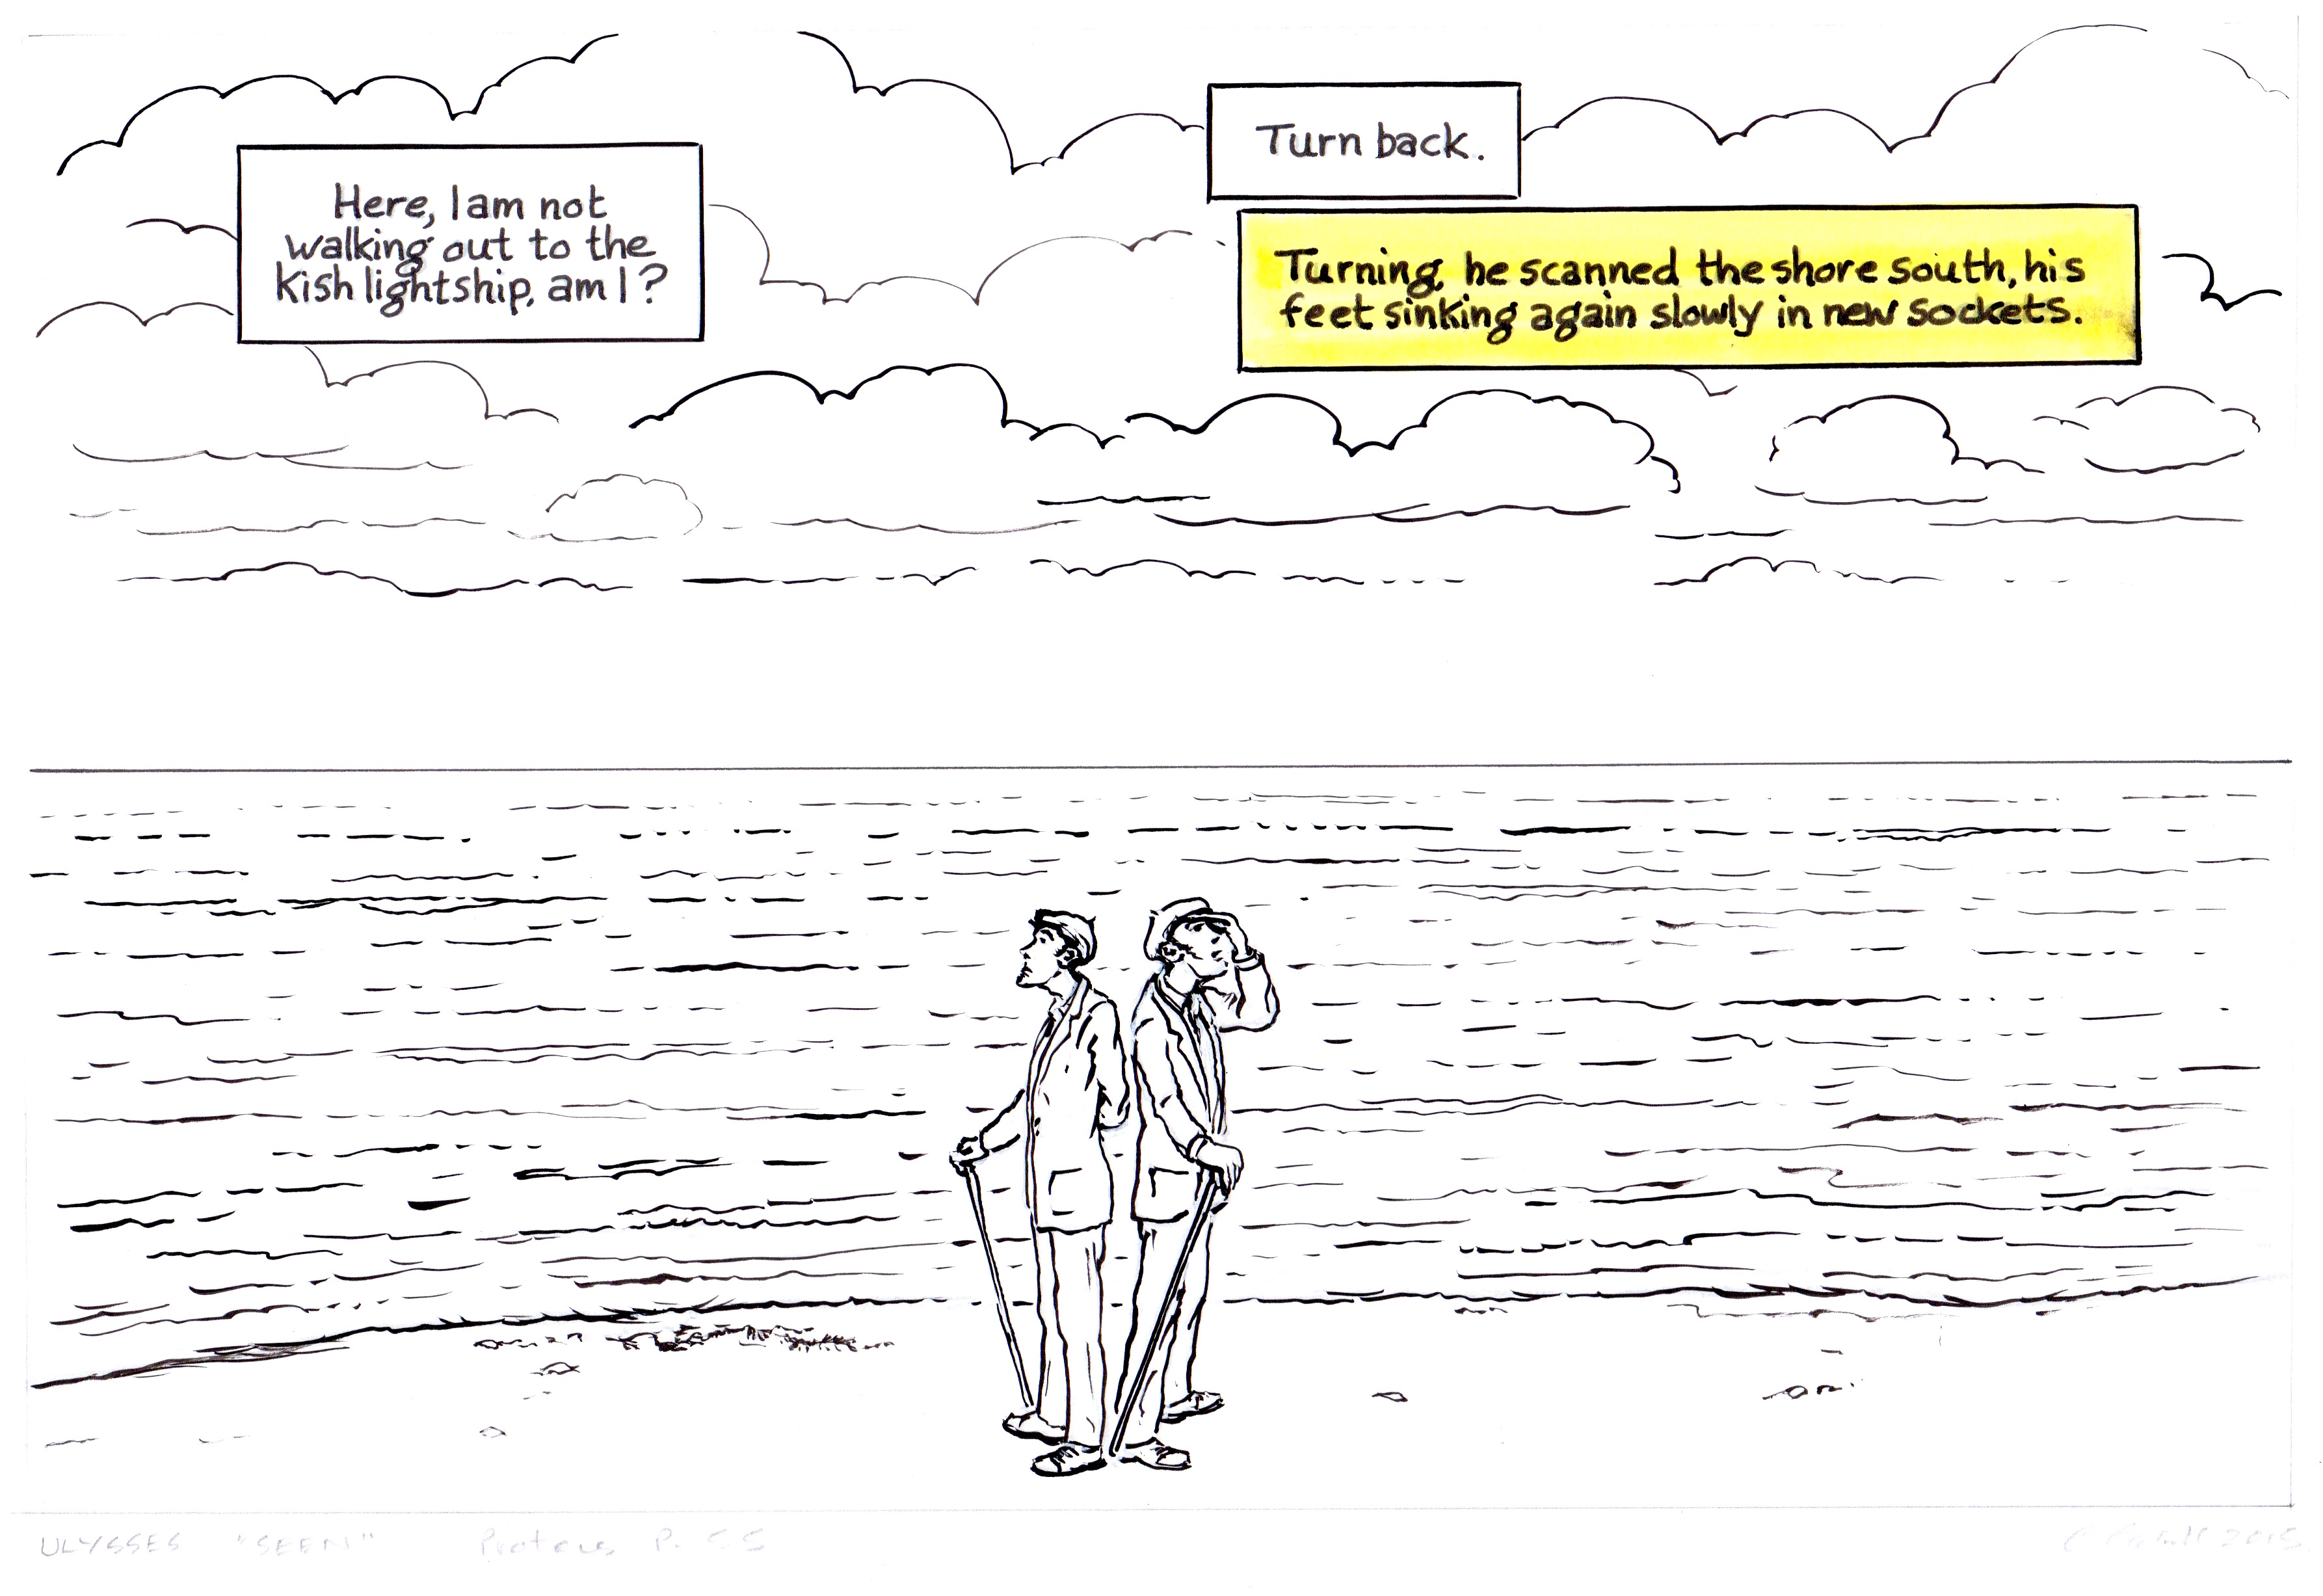 Here, I am not
walking out to the
Kish lightship, am I?
Turn back.
Turning, he scanned the shore south, his
feet sinking again slowly in new sockets.
ULYSSES "SEEN" Proteus P. 55
2015